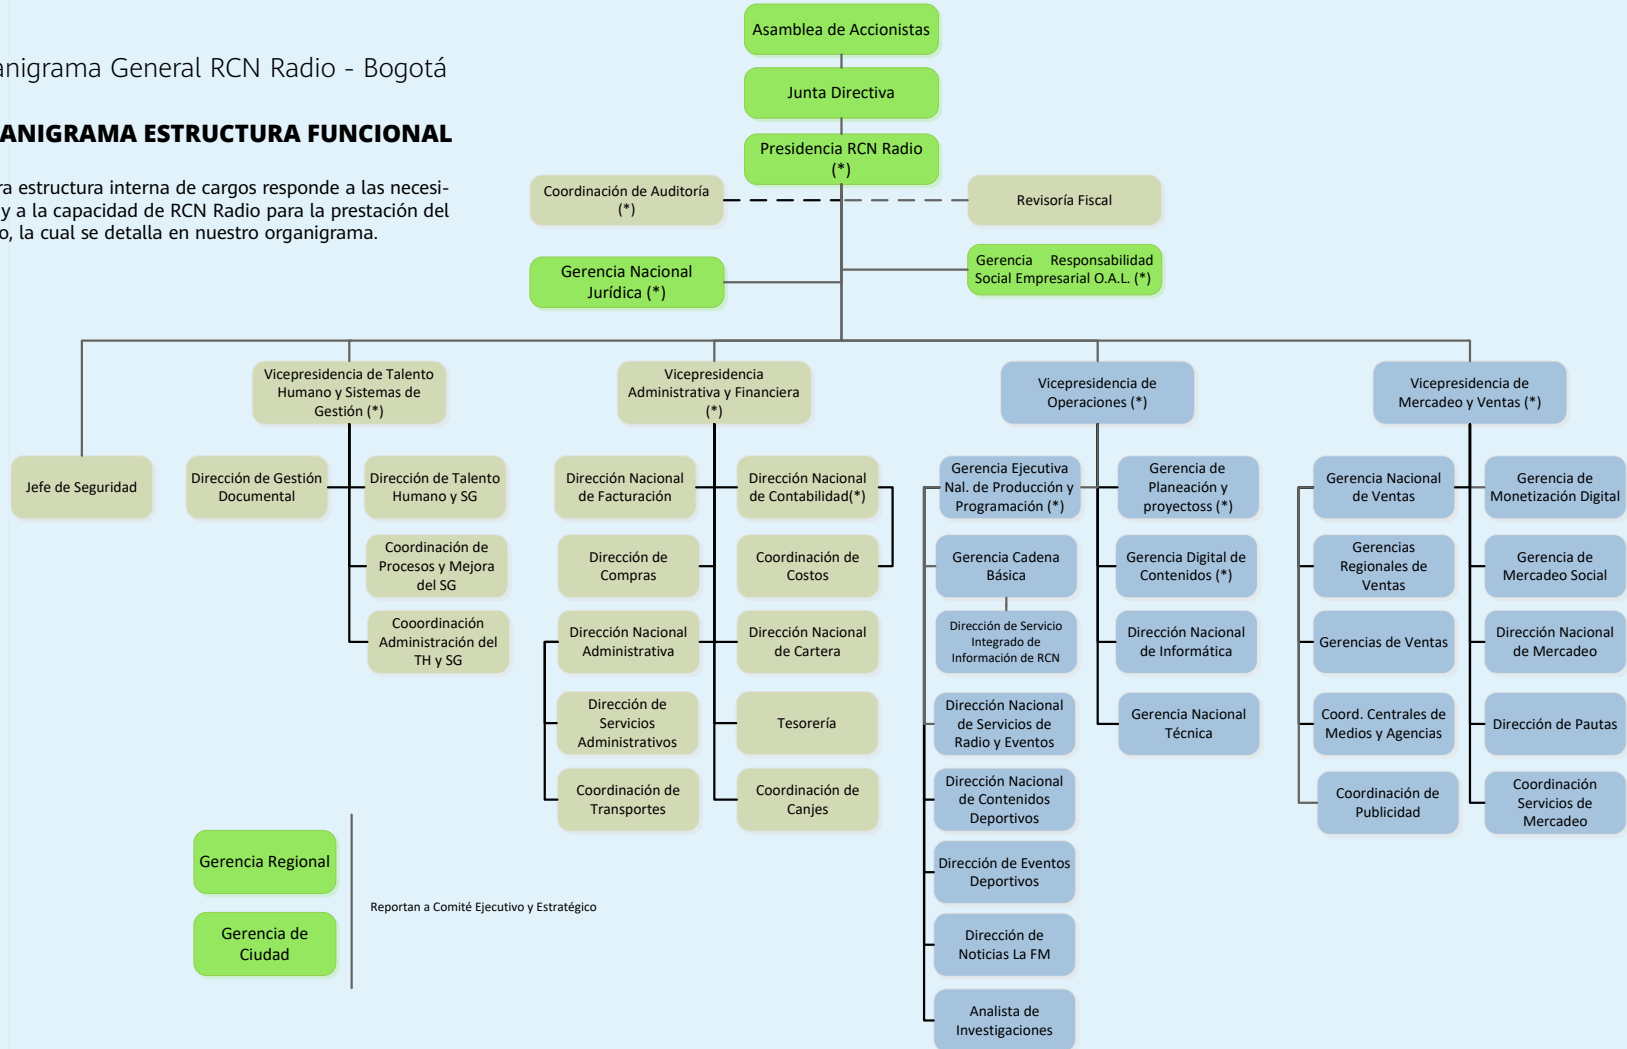 Asamblea de Accionistas
anigrama General RCN Radio - Bogotá
Junta Directiva
ANIGRAMA ESTRUCTURA FUNCIONAL
Presidencia RCN Radio
(*)
ra estructura interna de cargos responde a las necesi-
y a la capacidad de RCN Radio para la prestación del
o, la cual se detalla en nuestro organigrama.
Coordinación de Auditoría
(*)
Revisoría Fiscal
Gerencia Nacional
Jurídica (*)
Gerencia Responsabilidad
Social Empresarial O.A.L. (*)
Vicepresidencia de Talento
Humano y Sistemas de
Gestión (*)
Vicepresidencia
Administrativa y Financiera
(*)
Vicepresidencia de
Operaciones (*)
Vicepresidencia de
Mercadeo y Ventas (*)
Jefe de Seguridad
Dirección de Gestión
Documental
Dirección de Talento
Humano y SG
Coordinación de
Procesos y Mejora
del SG
Cooordinación
Administración del
TH y SG
Dirección Nacional
de Facturación
Dirección Nacional
de Contabilidad(*)
Dirección de
Compras
Coordinación de
Costos
Dirección Nacional
Administrativa
Dirección Nacional
de Cartera
Dirección de
Servicios
Administrativos
Tesorería
Coordinación de
Transportes
Coordinación de
Canjes
Gerencia Ejecutiva
Nal. de Producción y
Programación (*)
Gerencia de
Planeación y
proyectoss (*)
Gerencia Cadena
Básica
Gerencia Digital de
Contenidos (*)
Dirección de Servicio
Integrado de
Información de RCN
Dirección Nacional
de Informática
Dirección Nacional
de Servicios de
Radio y Eventos
Gerencia Nacional
Técnica
Dirección Nacional
de Contenidos
Deportivos
Dirección de Eventos
Deportivos
Dirección de
Noticias La FM
Analista de
Investigaciones
Gerencia Nacional
de Ventas
Gerencia de
Monetización Digital
Gerencias
Regionales de
Ventas
Gerencia de
Mercadeo Social
Gerencias de Ventas
Dirección Nacional
de Mercadeo
Coord. Centrales de
Medios y Agencias
Dirección de Pautas
Coordinación de
Publicidad
Coordinación
Servicios de
Mercadeo
Gerencia Regional
Reportan a Comité Ejecutivo y Estratégico
Gerencia de
Ciudad